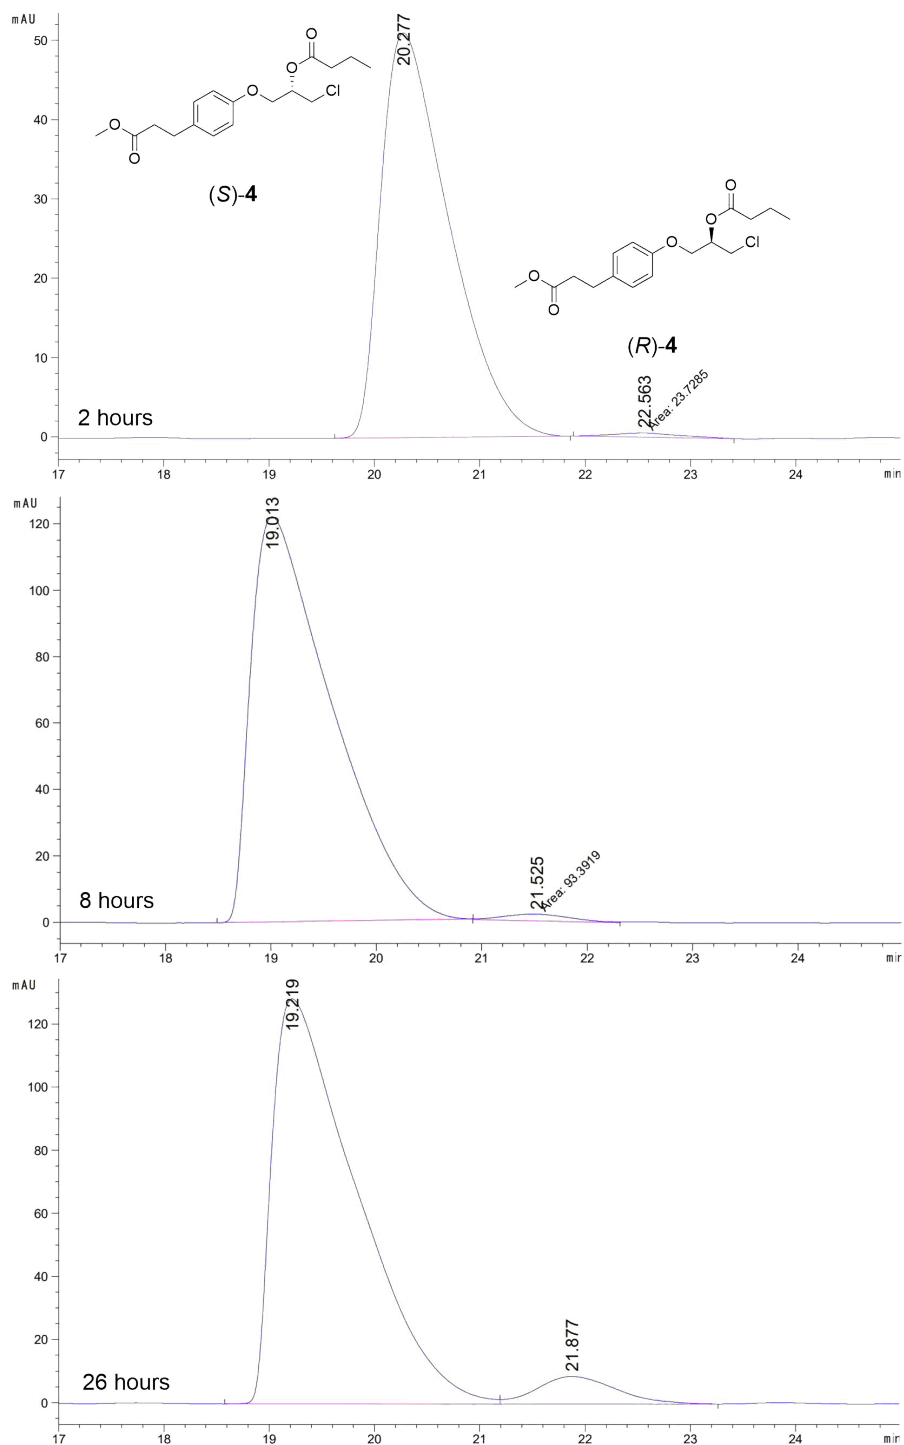 mAU
50
40
30
20
10
0
20.277
O
O
O
Cl
O
O
(S)-4
O
O
O
Cl
O
O
(R)-4
22.563
Area: 23.7285
2 hours
17
18
19
20
21
22
23
24
min
mAU
120
100
80
60
40
20
0
19.013
21.525
Area: 93.3919
8 hours
17
18
19
20
21
22
23
24
min
mAU
120
100
80
60
40
20
0
19.219
21.877
26 hours
17
18
19
20
21
22
23
24
min